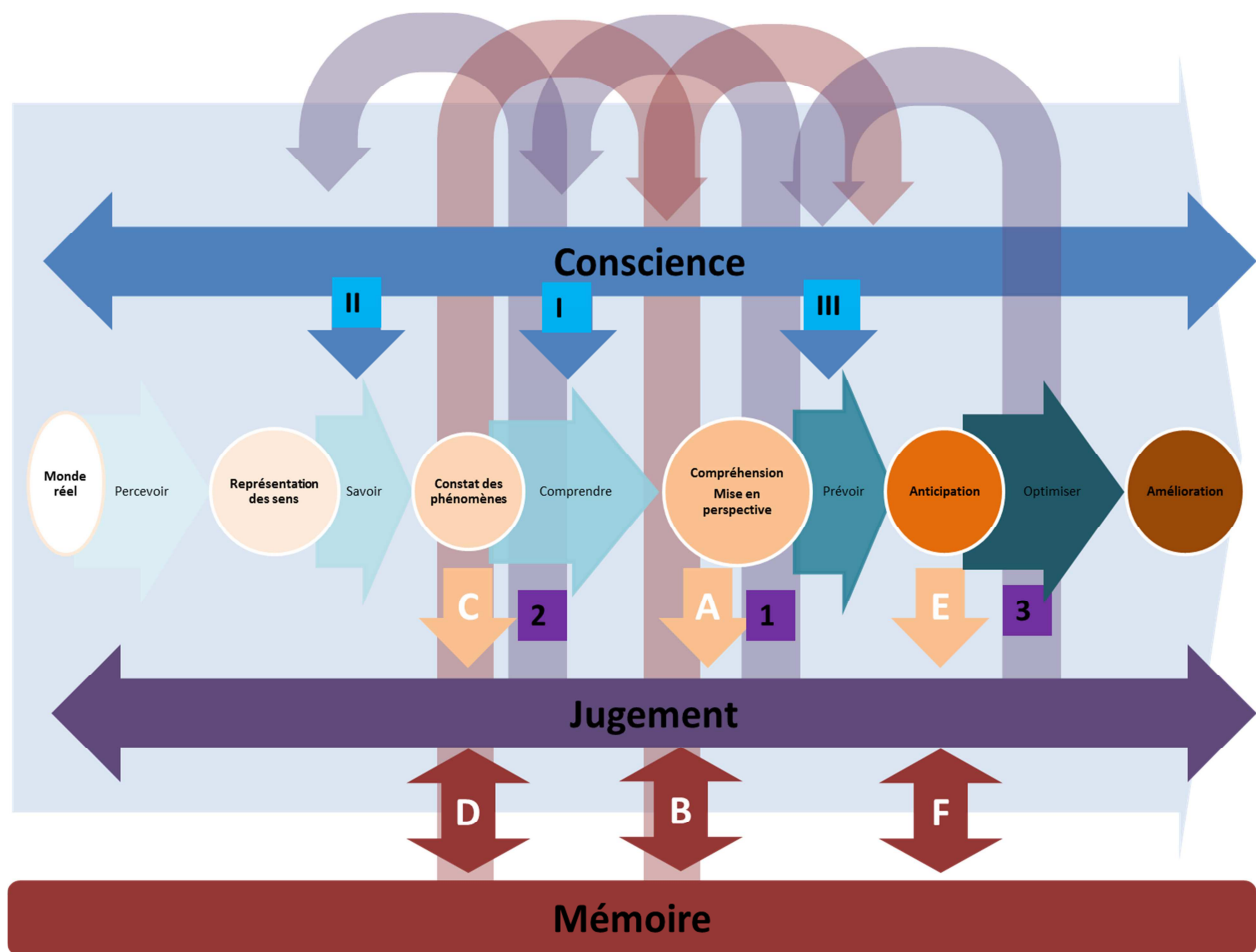 Conscience
II
I
III
Monde
réel
Percevoir
Représentation
des sens
Savoir
Constat des
phénomènes
Comprendre
Compréhension
Mise en
perspective
Prévoir
Anticipation
Optimiser
Amélioration
C
2
A
1
E
3
Jugement
D
B
F
Mémoire